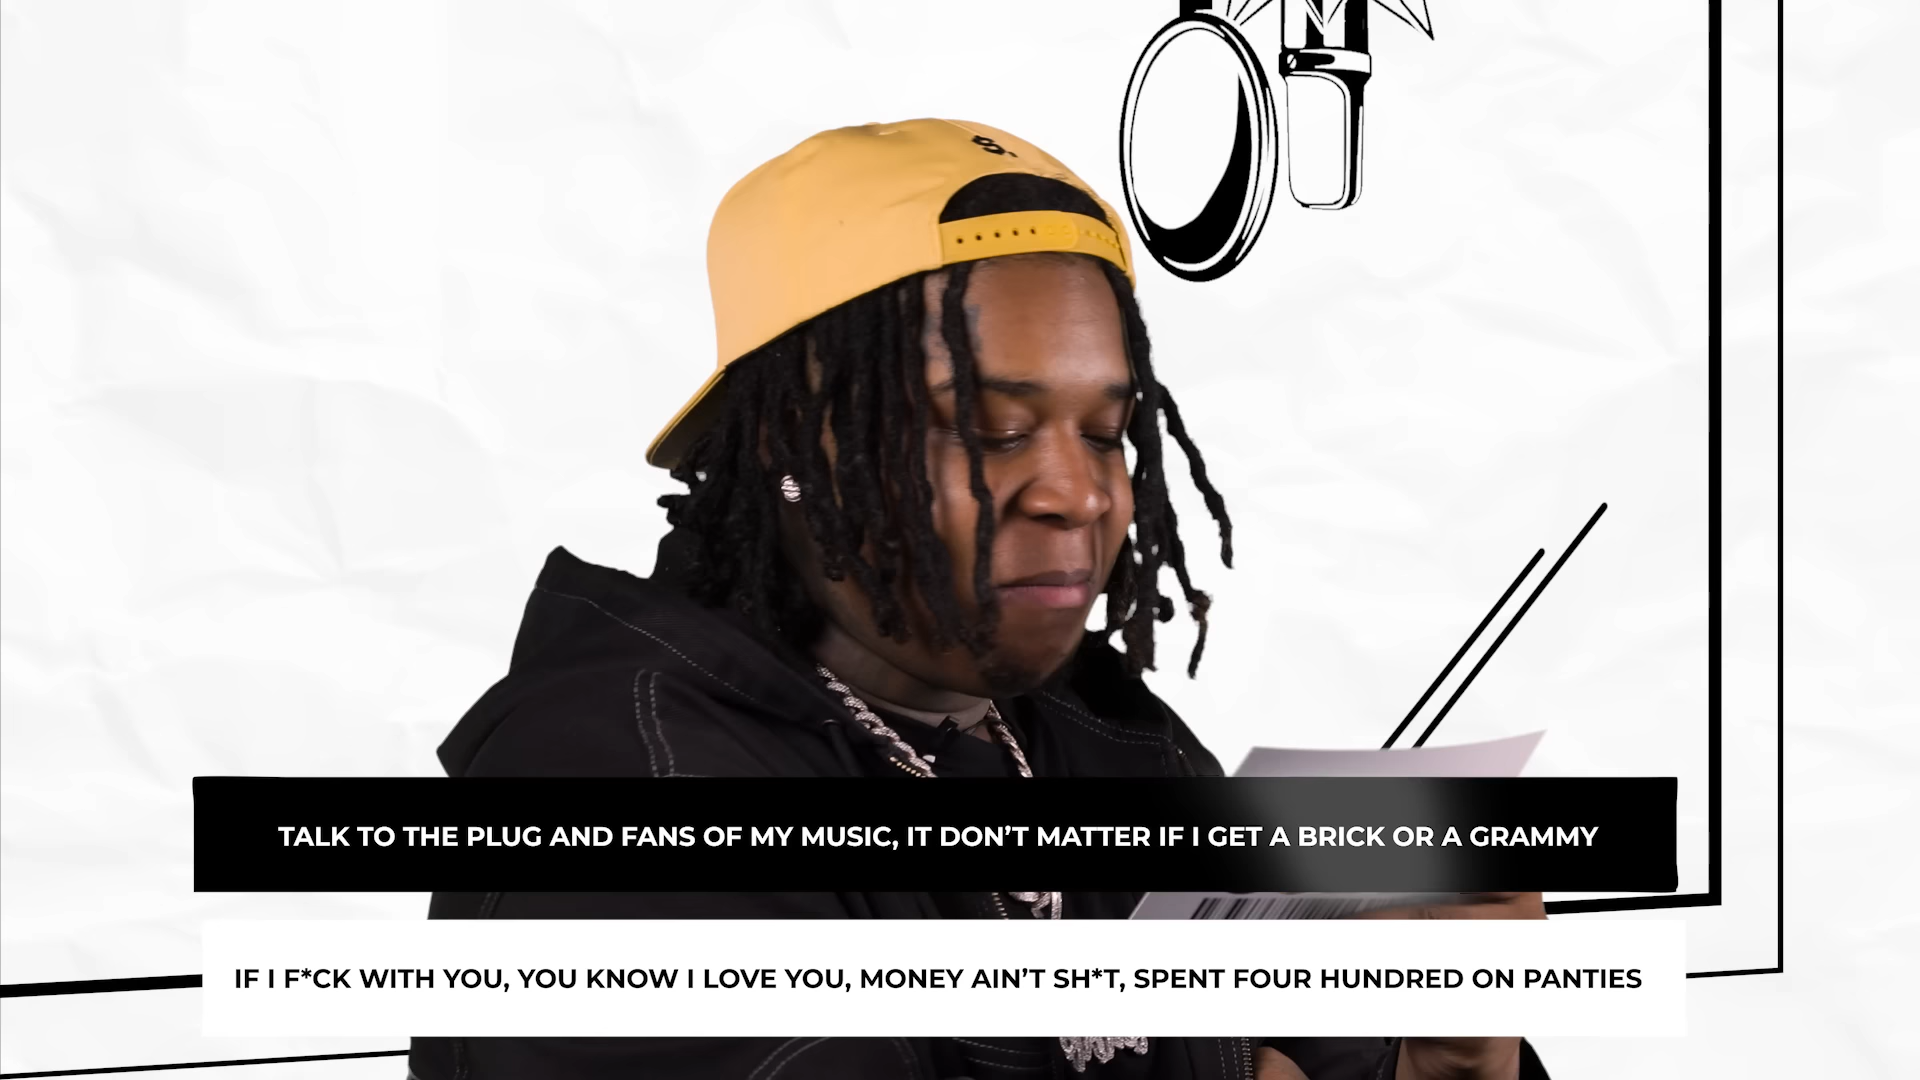 TALK TO THE PLUG AND FANS OF MY MUSIC, IT DON’T MATTER IF I GET A BRICK OR A GRAMMY
IF I F*CK WITH YOU, YOU KNOW I LOVE YOU, MONEY AIN’T SH*T, SPENT FOUR HUNDRED ON PANTIES